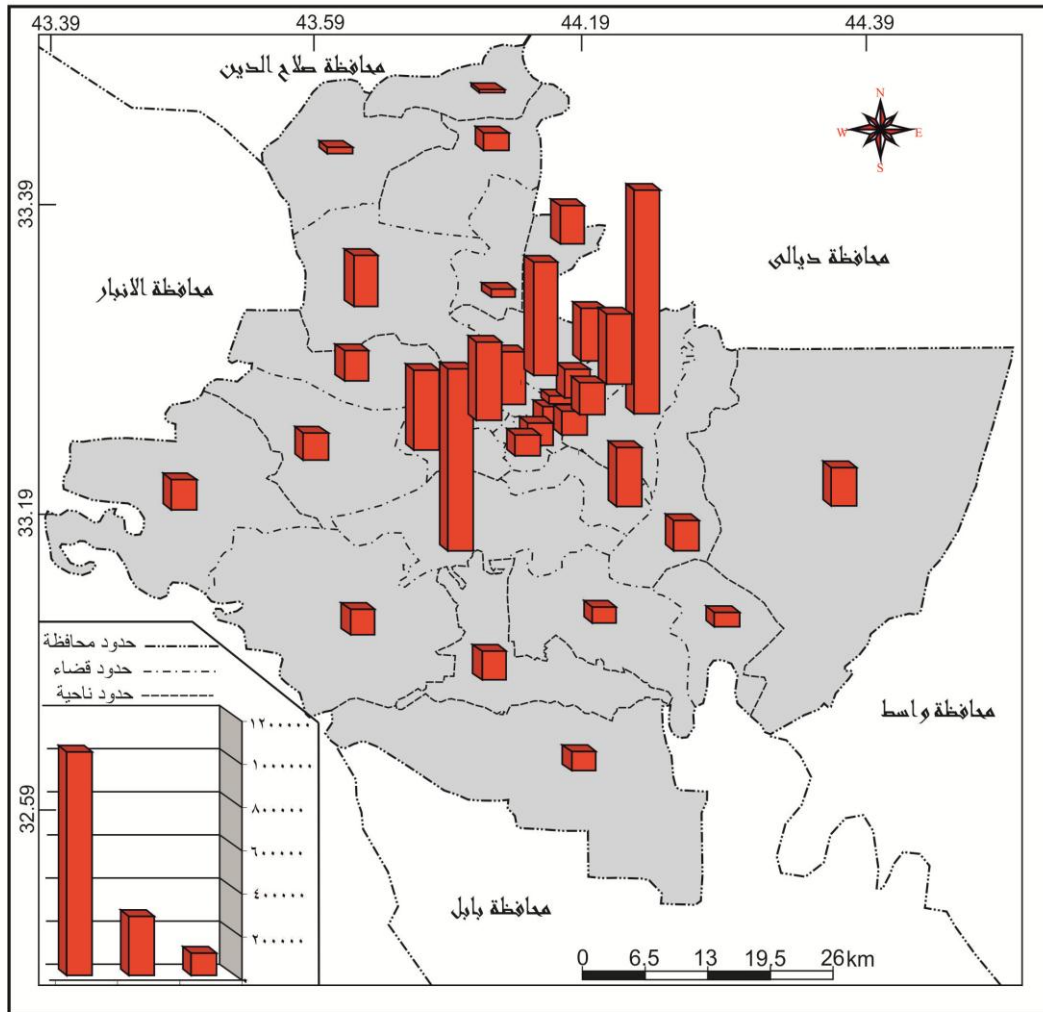 43.39 43.59 44.19 44.39
محافظة صلاح الدين
N
W E
S
33.39
محافظة ديالى
محافظة الانبار
33.19
حدود محافظة
حدود قضاء
حدود ناحية
محافظة واسط
١٢٠٠٠٠٠
١٠٠٠٠٠٠
٨٠٠٠٠٠
٦٠٠٠٠٠
٤٠٠٠٠٠
٢٠٠٠٠٠
32.59
محافظة بابل
0 6.5 13 19.5 26km